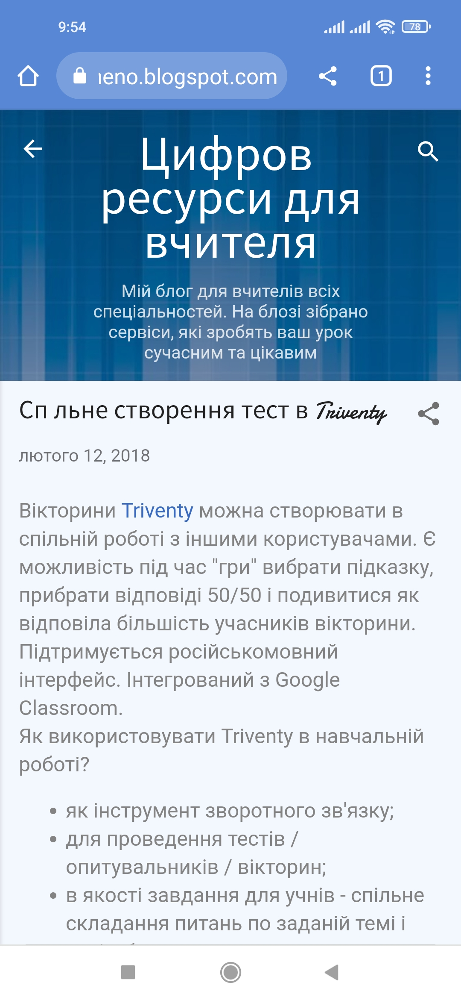 9:54
78
neno.blogspot.com
1
Цифров
ресурси для
вчителя
Мій блог для вчителів всіх
спеціальностей. На блозі зібрано
сервіси, які зроблять ваш урок
сучасним та цікавим
Сп льне створення тест в Triventy
лютого 12, 2018
Вікторини Triventy можна створювати в
спільній роботі з іншими користувачами. Є
можливість під час "гри" вибрати підказку,
прибрати відповіді 50/50 і подивитися як
відповіла більшість учасників вікторини.
Підтримується російськомовний
інтерфейс. Інтегрований з Google
Classroom.
Як використовувати Triventy в навчальній
роботі?
як інструмент зворотного зв'язку;
для проведення тестів /
опитувальників / вікторин;
в якості завдання для учнів - спільне
складання питань по заданій темі і